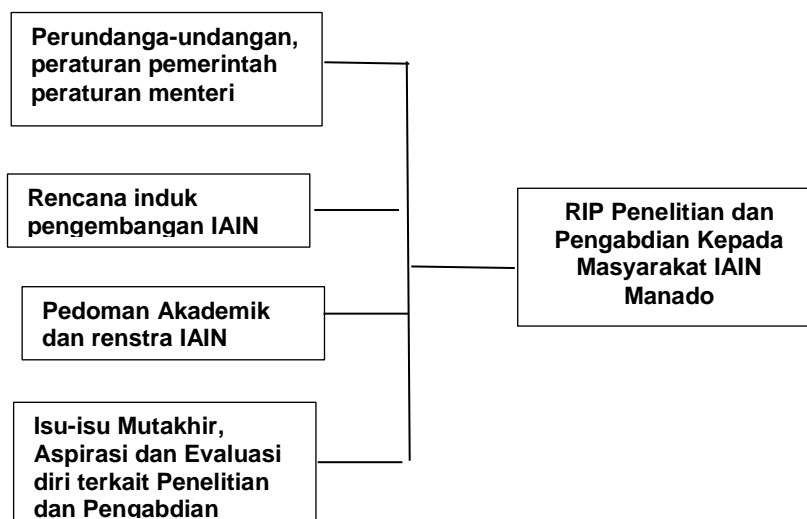 Perundanga-undangan,
peraturan pemerintah
peraturan menteri
Rencana induk
pengembangan IAIN
Pedoman Akademik
dan renstra IAIN
Isu-isu Mutakhir,
Aspirasi dan Evaluasi
diri terkait Penelitian
dan Pengabdian
RIP Penelitian dan
Pengabdian Kepada
Masyarakat IAIN
Manado